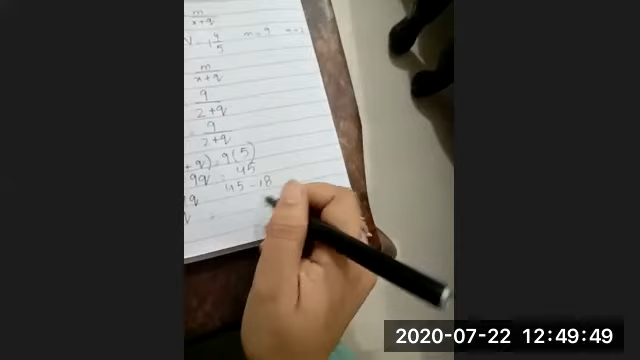 m
x+q
V = 1 4/5 m = 9
m
x+q
9
2+q
9
2+q
+q) = 9(5)
9q = 45
9q 45-18
q =
2020-07-22 12:49:49